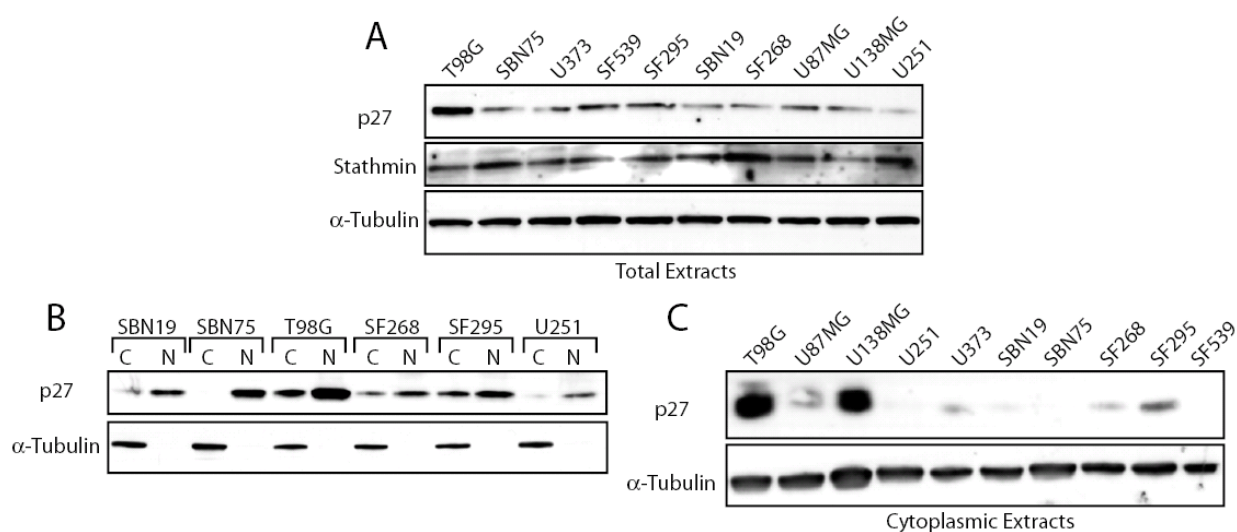 A
T98G SBN75 U373 SF539 SF295 SBN19 SF268 U87MG U138MG U251
p27
Stathmin
α-Tubulin
Total Extracts
B
SBN19 SBN75 T98G SF268 SF295 U251
C N C N C N C N C N C N
p27
α-Tubulin
C
T98G U87MG U138MG U251 U373 SBN19 SBN75 SF268 SF295 SF539
p27
α-Tubulin
Cytoplasmic Extracts